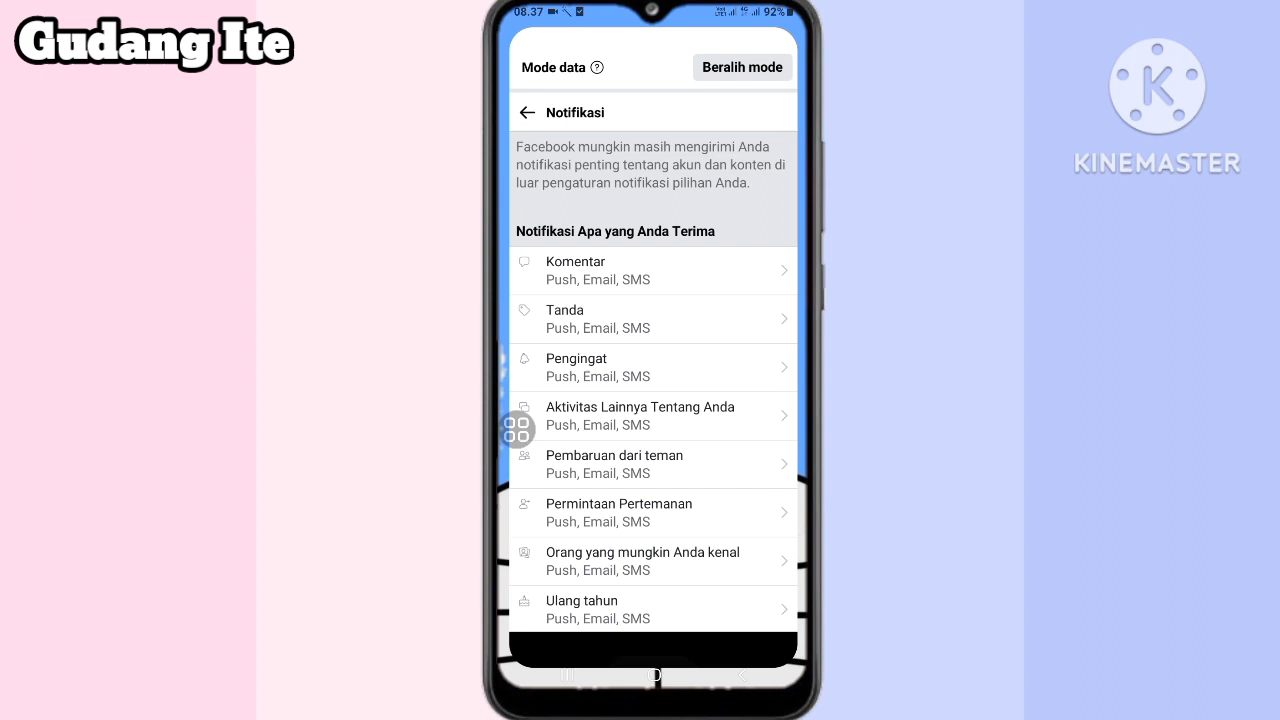 Gudang Ite
08.37
92%
Mode data
Beralih mode
Notifikasi
Facebook mungkin masih mengirimi Anda
notifikasi penting tentang akun dan konten di
luar pengaturan notifikasi pilihan Anda.
Notifikasi Apa yang Anda Terima
Komentar
Push, Email, SMS
Tanda
Push, Email, SMS
Pengingat
Push, Email, SMS
Aktivitas Lainnya Tentang Anda
Push, Email, SMS
Pembaruan dari teman
Push, Email, SMS
Permintaan Pertemanan
Push, Email, SMS
Orang yang mungkin Anda kenal
Push, Email, SMS
Ulang tahun
Push, Email, SMS
K
KINEMASTER